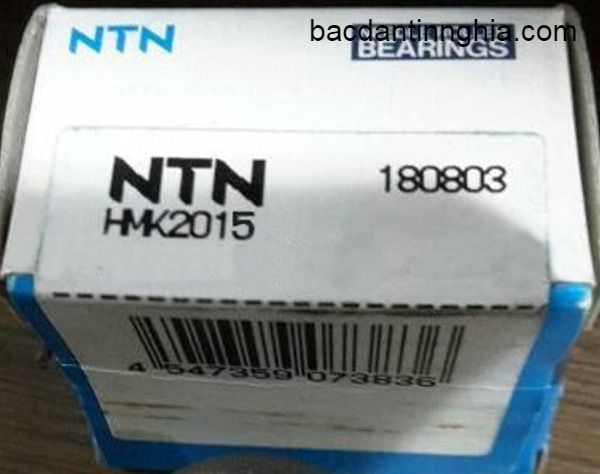 bacdantinnghia.com
NTN BEARINGS
NTN 180803
HMK2015
4 547359 073836